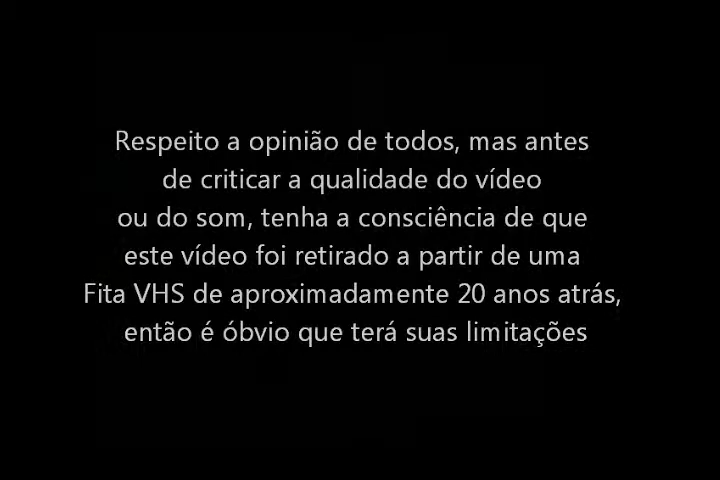 Respeito a opinião de todos, mas antes
de criticar a qualidade do vídeo
ou do som, tenha a consciência de que
este vídeo foi retirado a partir de uma
Fita VHS de aproximadamente 20 anos atrás,
então é óbvio que terá suas limitações